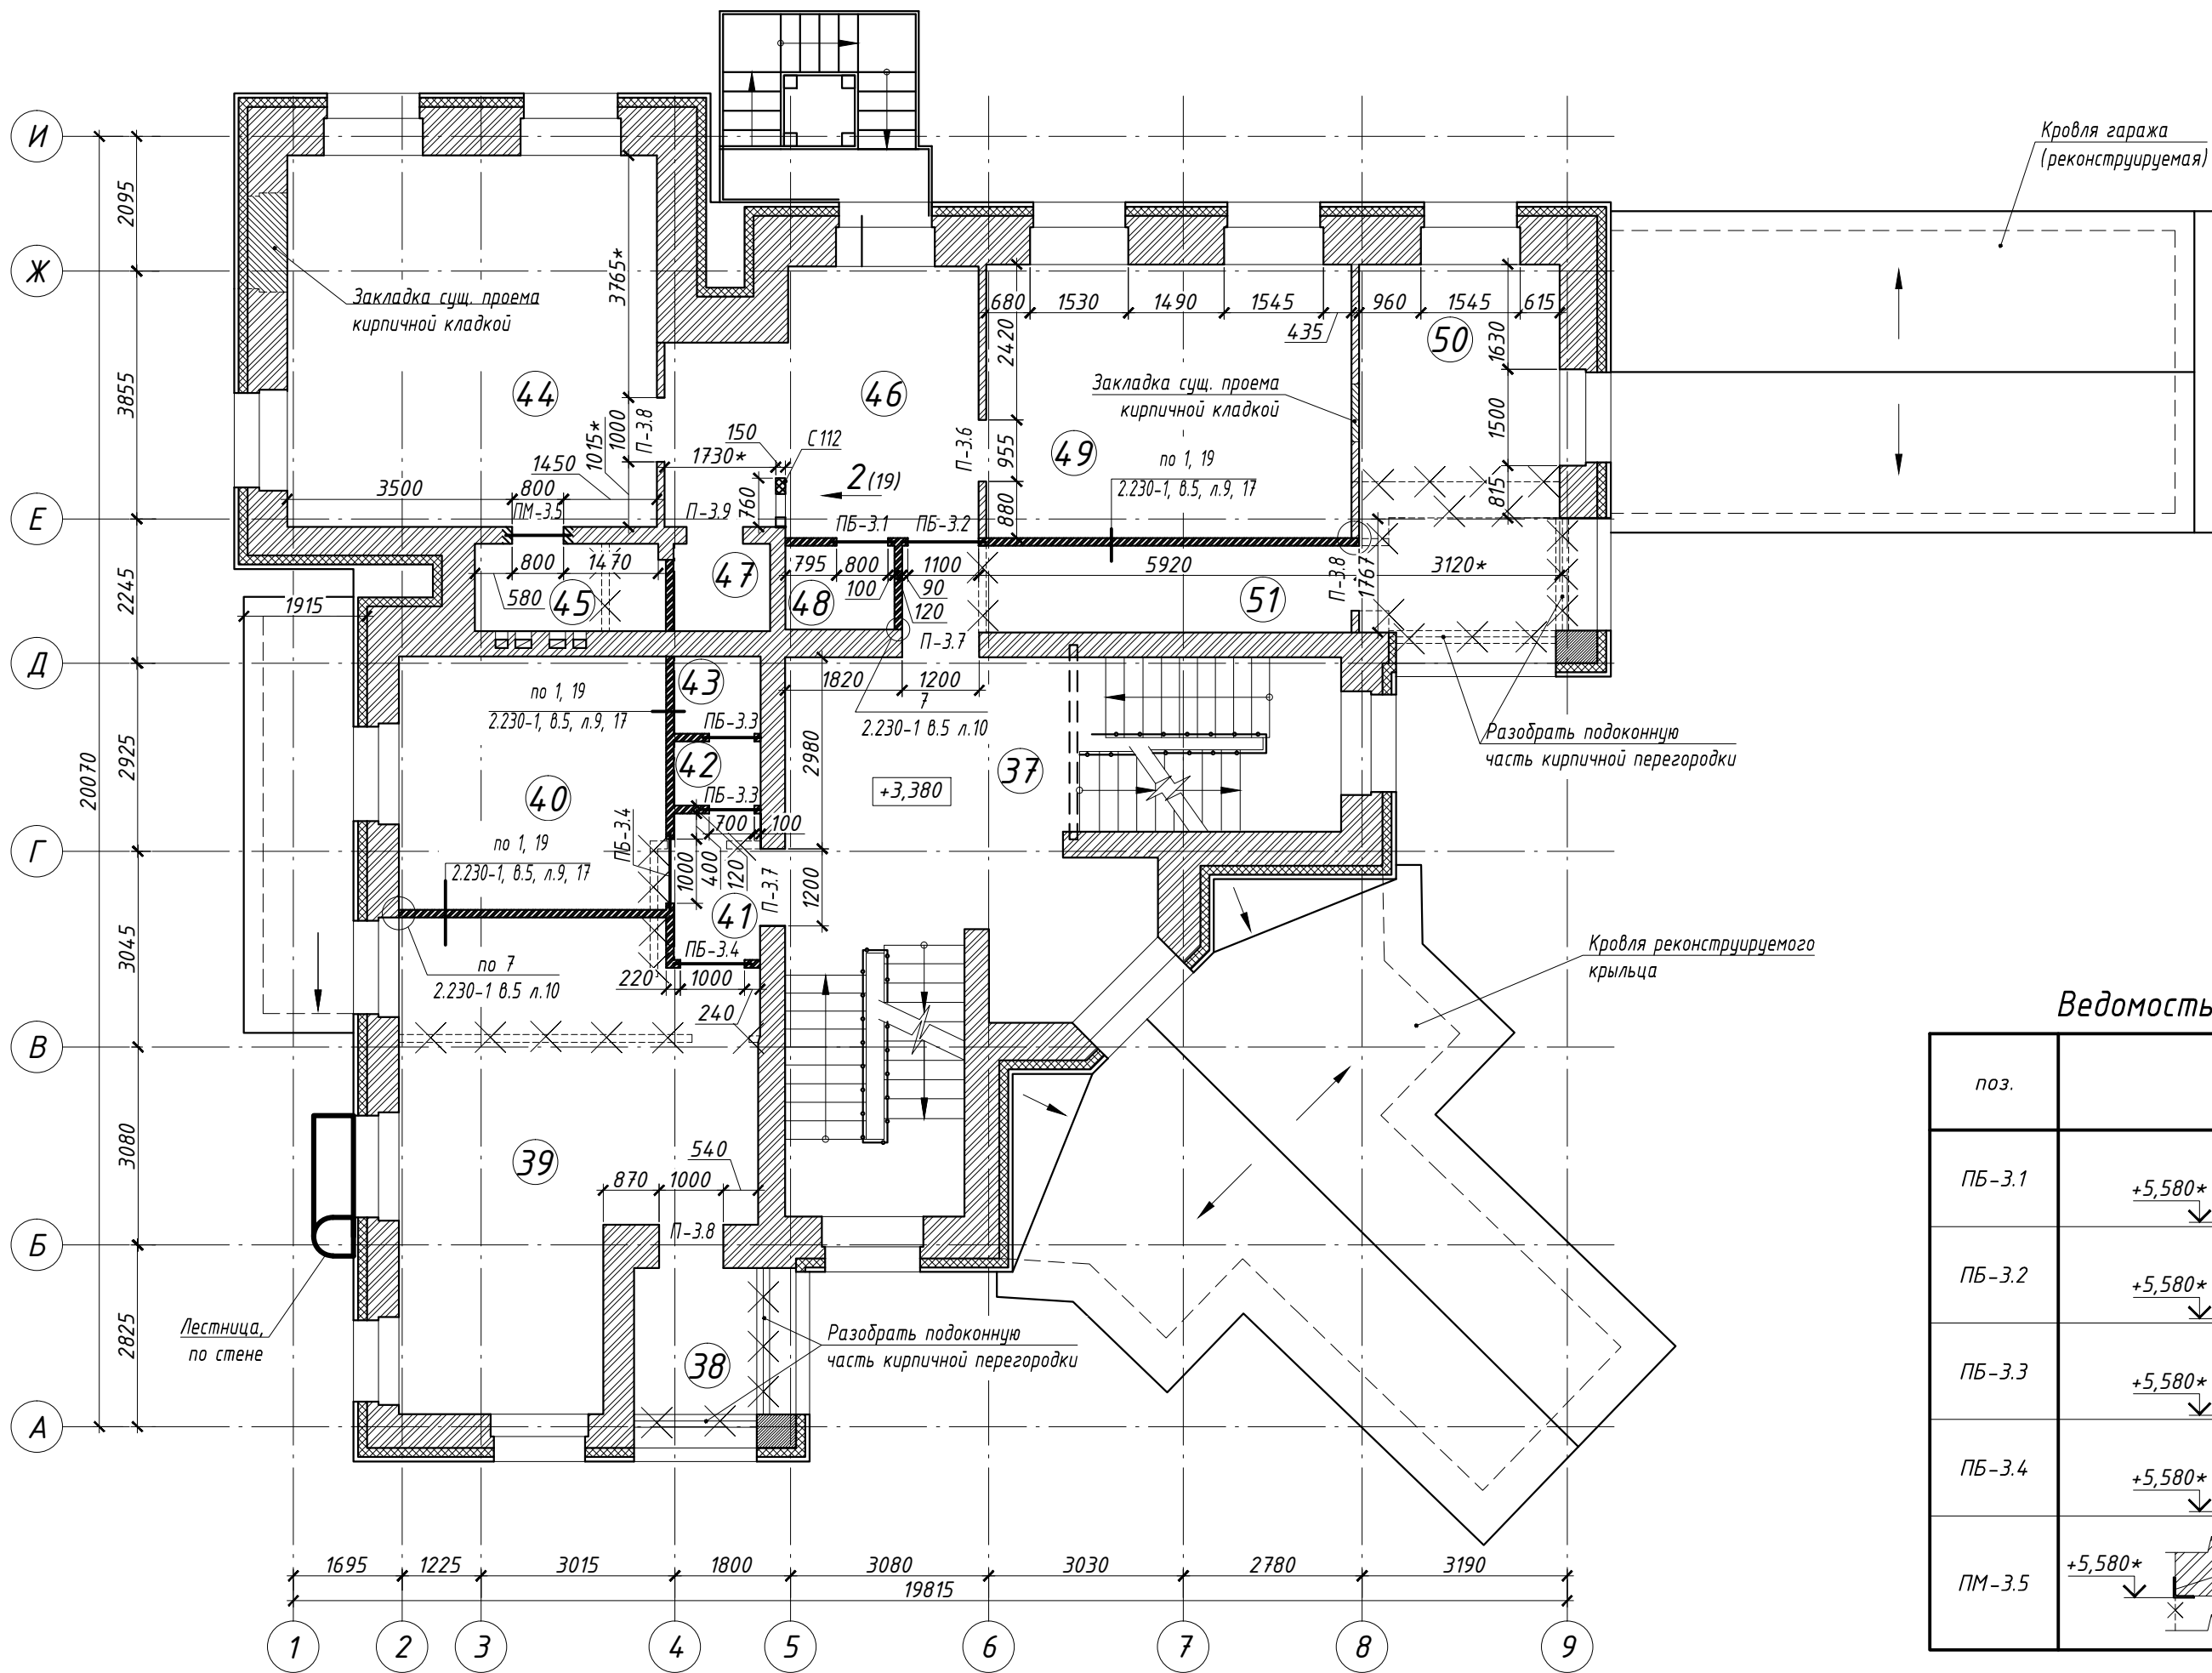 И
Ж
Е
Д
Г
В
Б
А
2095
3855
2245
2925
3045
3080
2825
20070
Кровля гаража
(реконструируемая)
Закладка сущ. проема
кирпичной кладкой
3765*
44
1015*
1000
П-3.8
1450
3500
800
ПМ-3.5
46
150
С112
1730*
760
2 (19)
П-3.9
ПБ-3.1
ПБ-3.2
680
1530
1490
1545
435
960
1545
615
2420
П-3.6
955
880
50
1630
1500
815
Закладка сущ. проема
кирпичной кладкой
49
по 1, 19
2.230-1, в.5, л.9, 17
580
800
1470
45
47
48
795
800
100
1100
90
120
П-3.7
5920
51
П-3.8
1767
3120*
1915
43
ПБ-3.3
42
ПБ-3.3
700
100
1820
1200
7
2.230-1 в.5 л.10
2980
+3,380
37
Разобрать подоконную
часть кирпичной перегородки
по 1, 19
2.230-1, в.5, л.9, 17
40
по 1, 19
2.230-1, в.5, л.9, 17
ПБ-3.4
1000
400
120
П-3.7
1200
41
ПБ-3.4
220
1000
240
по 7
2.230-1 в.5 л.10
Кровля реконструируемого
крыльца
39
540
870
1000
П-3.8
Лестница,
по стене
38
Разобрать подоконную
часть кирпичной перегородки
1695
1225
3015
1800
3080
3030
2780
3190
19815
1
2
3
4
5
6
7
8
9
Ведомость
поз.
ПБ-3.1
+5,580*
ПБ-3.2
+5,580*
ПБ-3.3
+5,580*
ПБ-3.4
+5,580*
ПМ-3.5
+5,580*